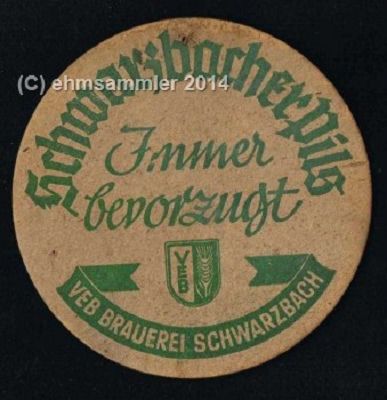 Schwarzbacher Pils
(C) ehmsammler 2014
Immer
bevorzugt
VEB
VEB BRAUEREI SCHWARZBACH